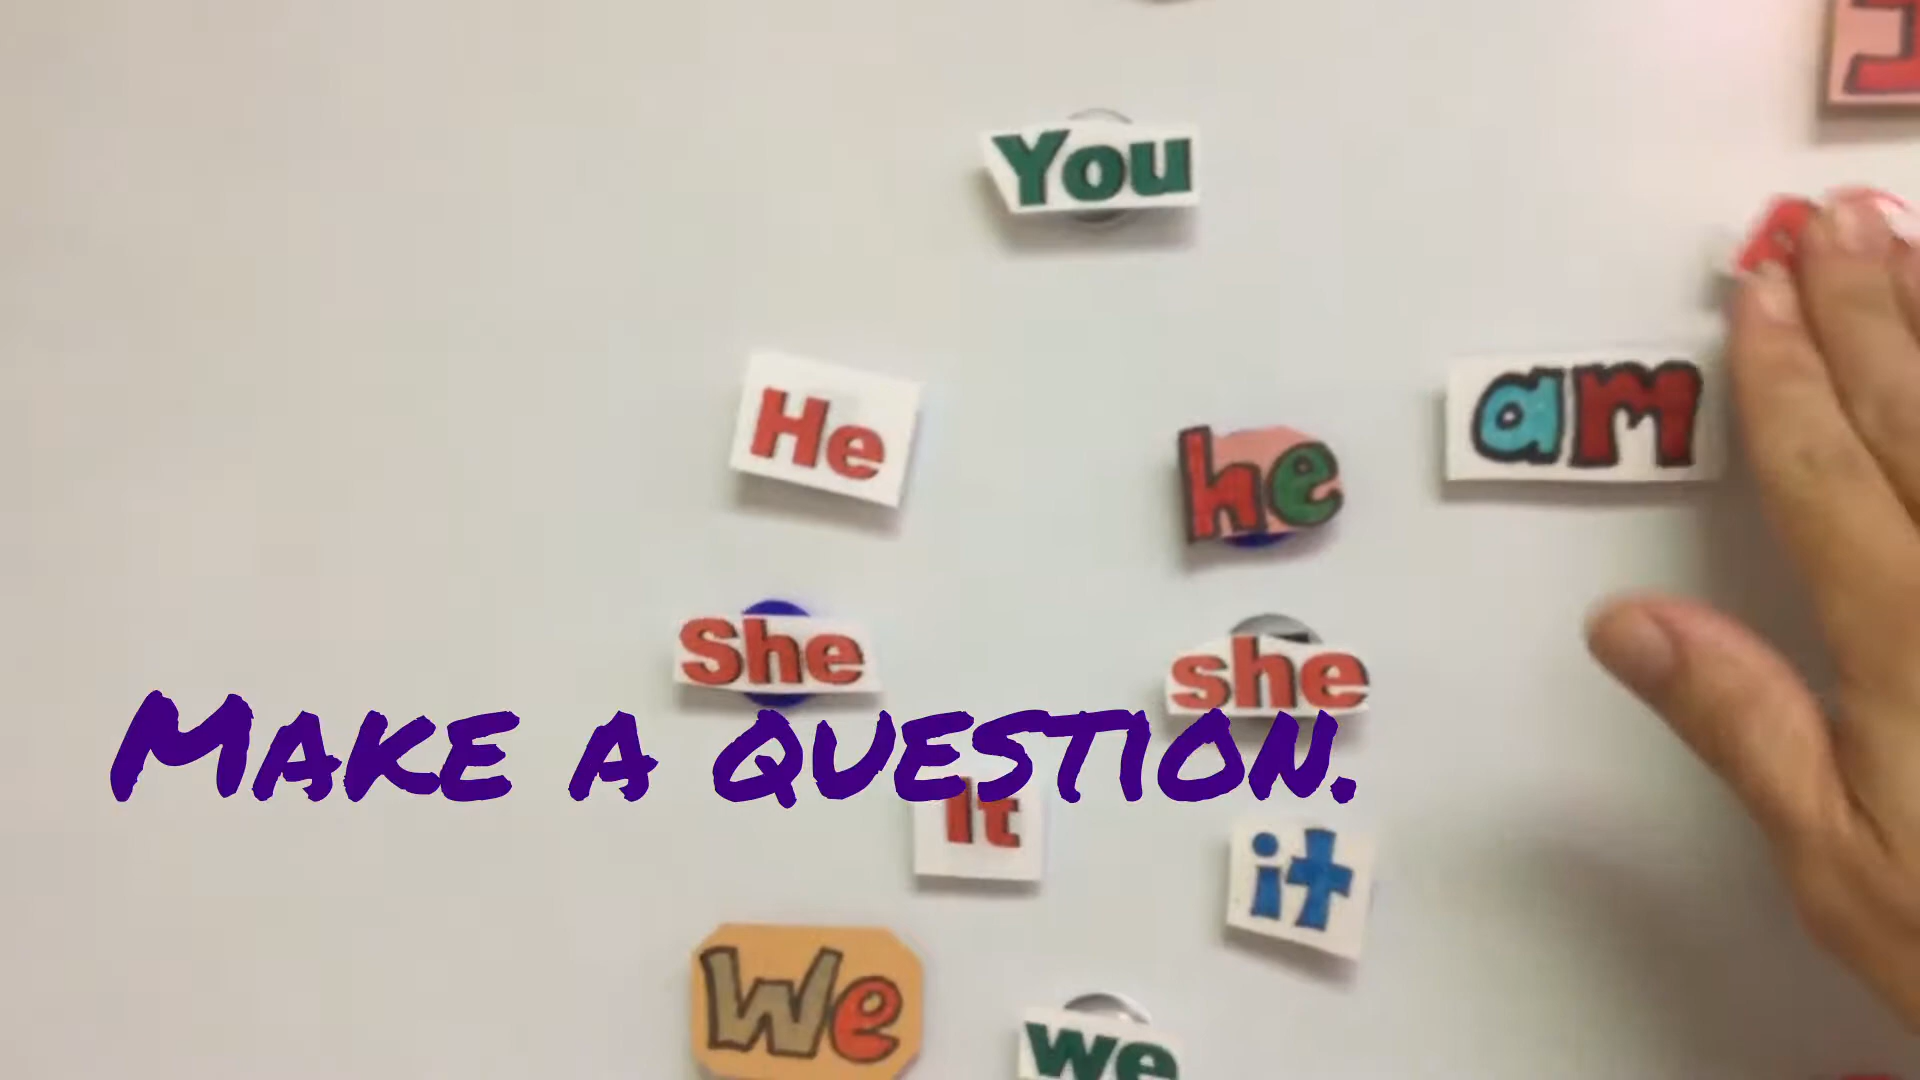 I
You
He
he
am
She
she
Make a question.
It
it
We
we